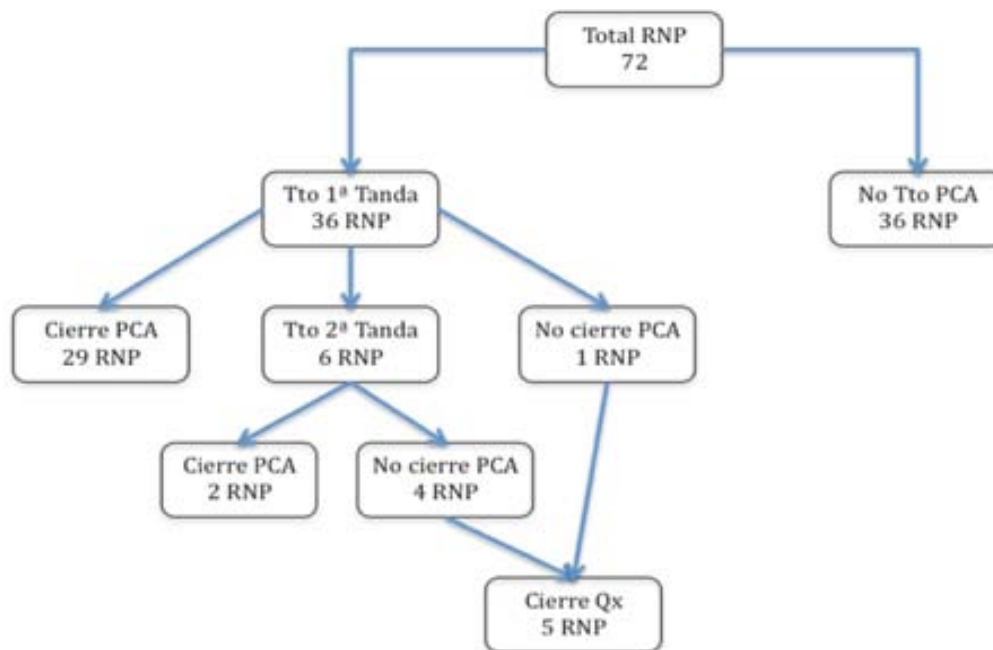 Total RNP
72
Tto 1ª Tanda
36 RNP
No Tto PCA
36 RNP
Cierre PCA
29 RNP
Tto 2ª Tanda
6 RNP
No cierre PCA
1 RNP
Cierre PCA
2 RNP
No cierre PCA
4 RNP
Cierre Qx
5 RNP